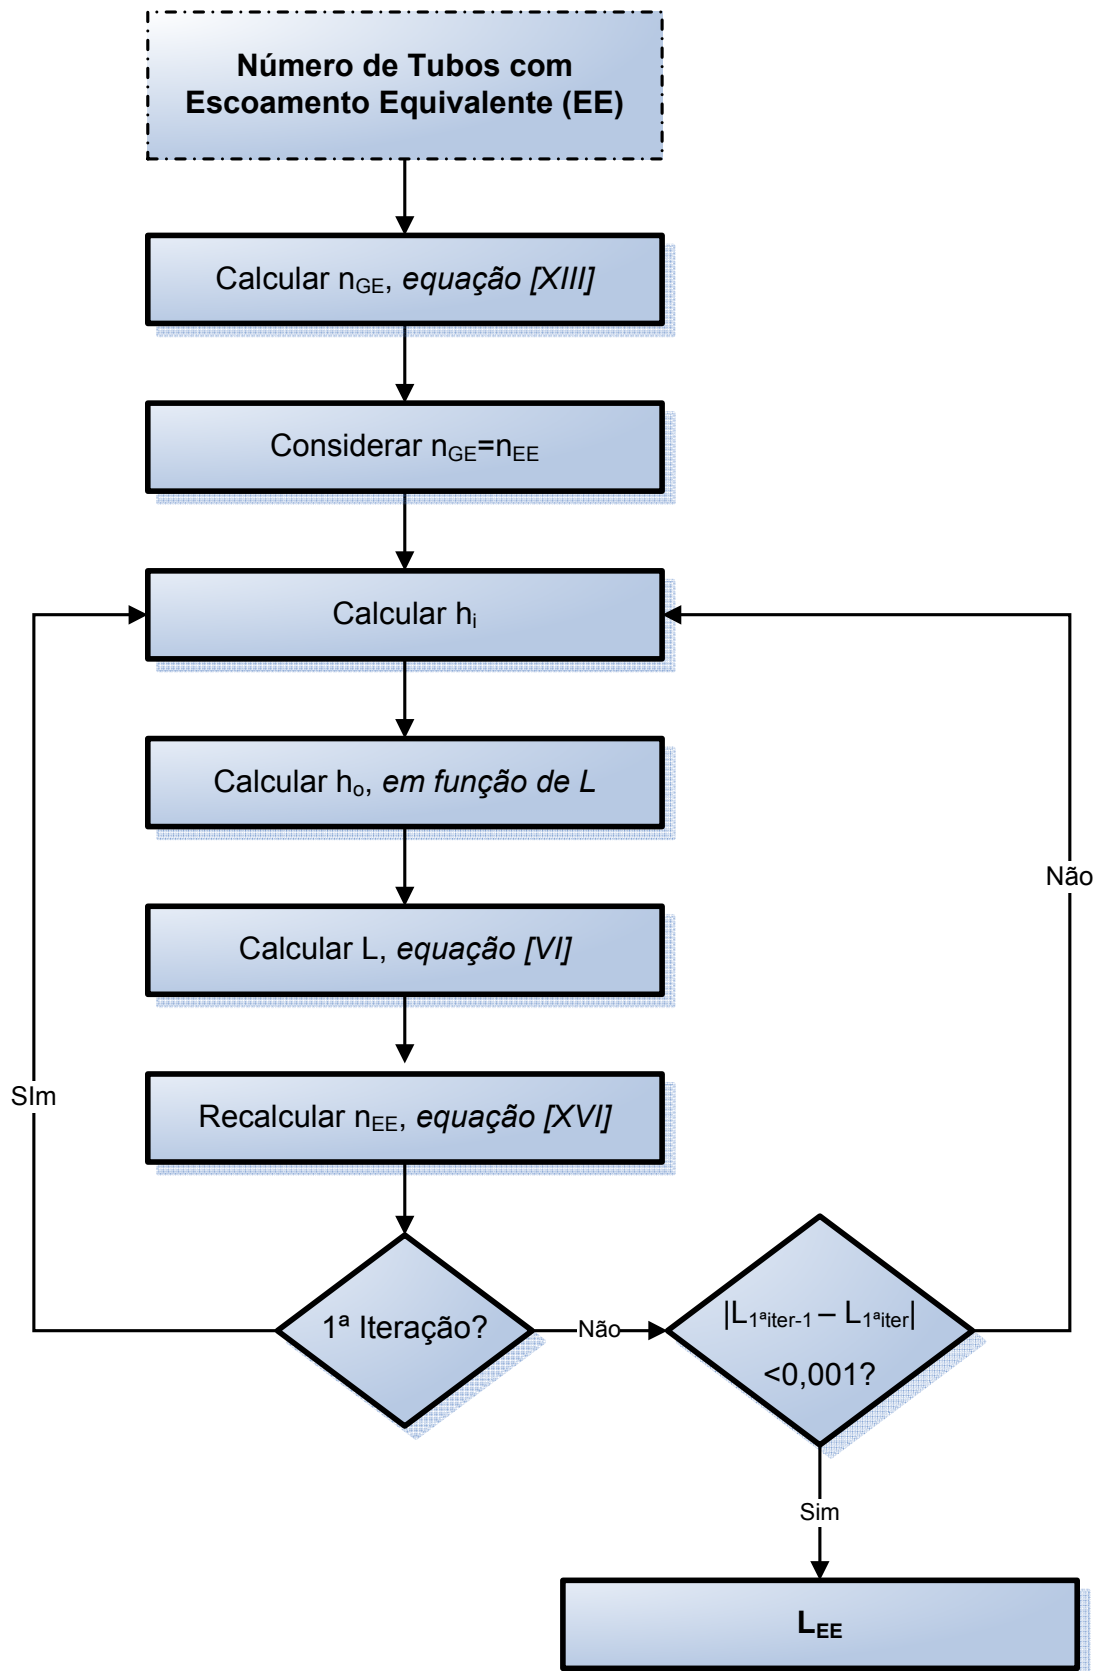 Número de Tubos com
Escoamento Equivalente (EE)
Calcular nGE, equação [XIII]
Considerar nGE=nEE
Calcular hi
Calcular ho, em função de L
Calcular L, equação [VI]
Recalcular nEE, equação [XVI]
SIm
Não
1ª Iteração?
Não
|L1ªiter-1 – L1ªiter|
<0,001?
Sim
LEE